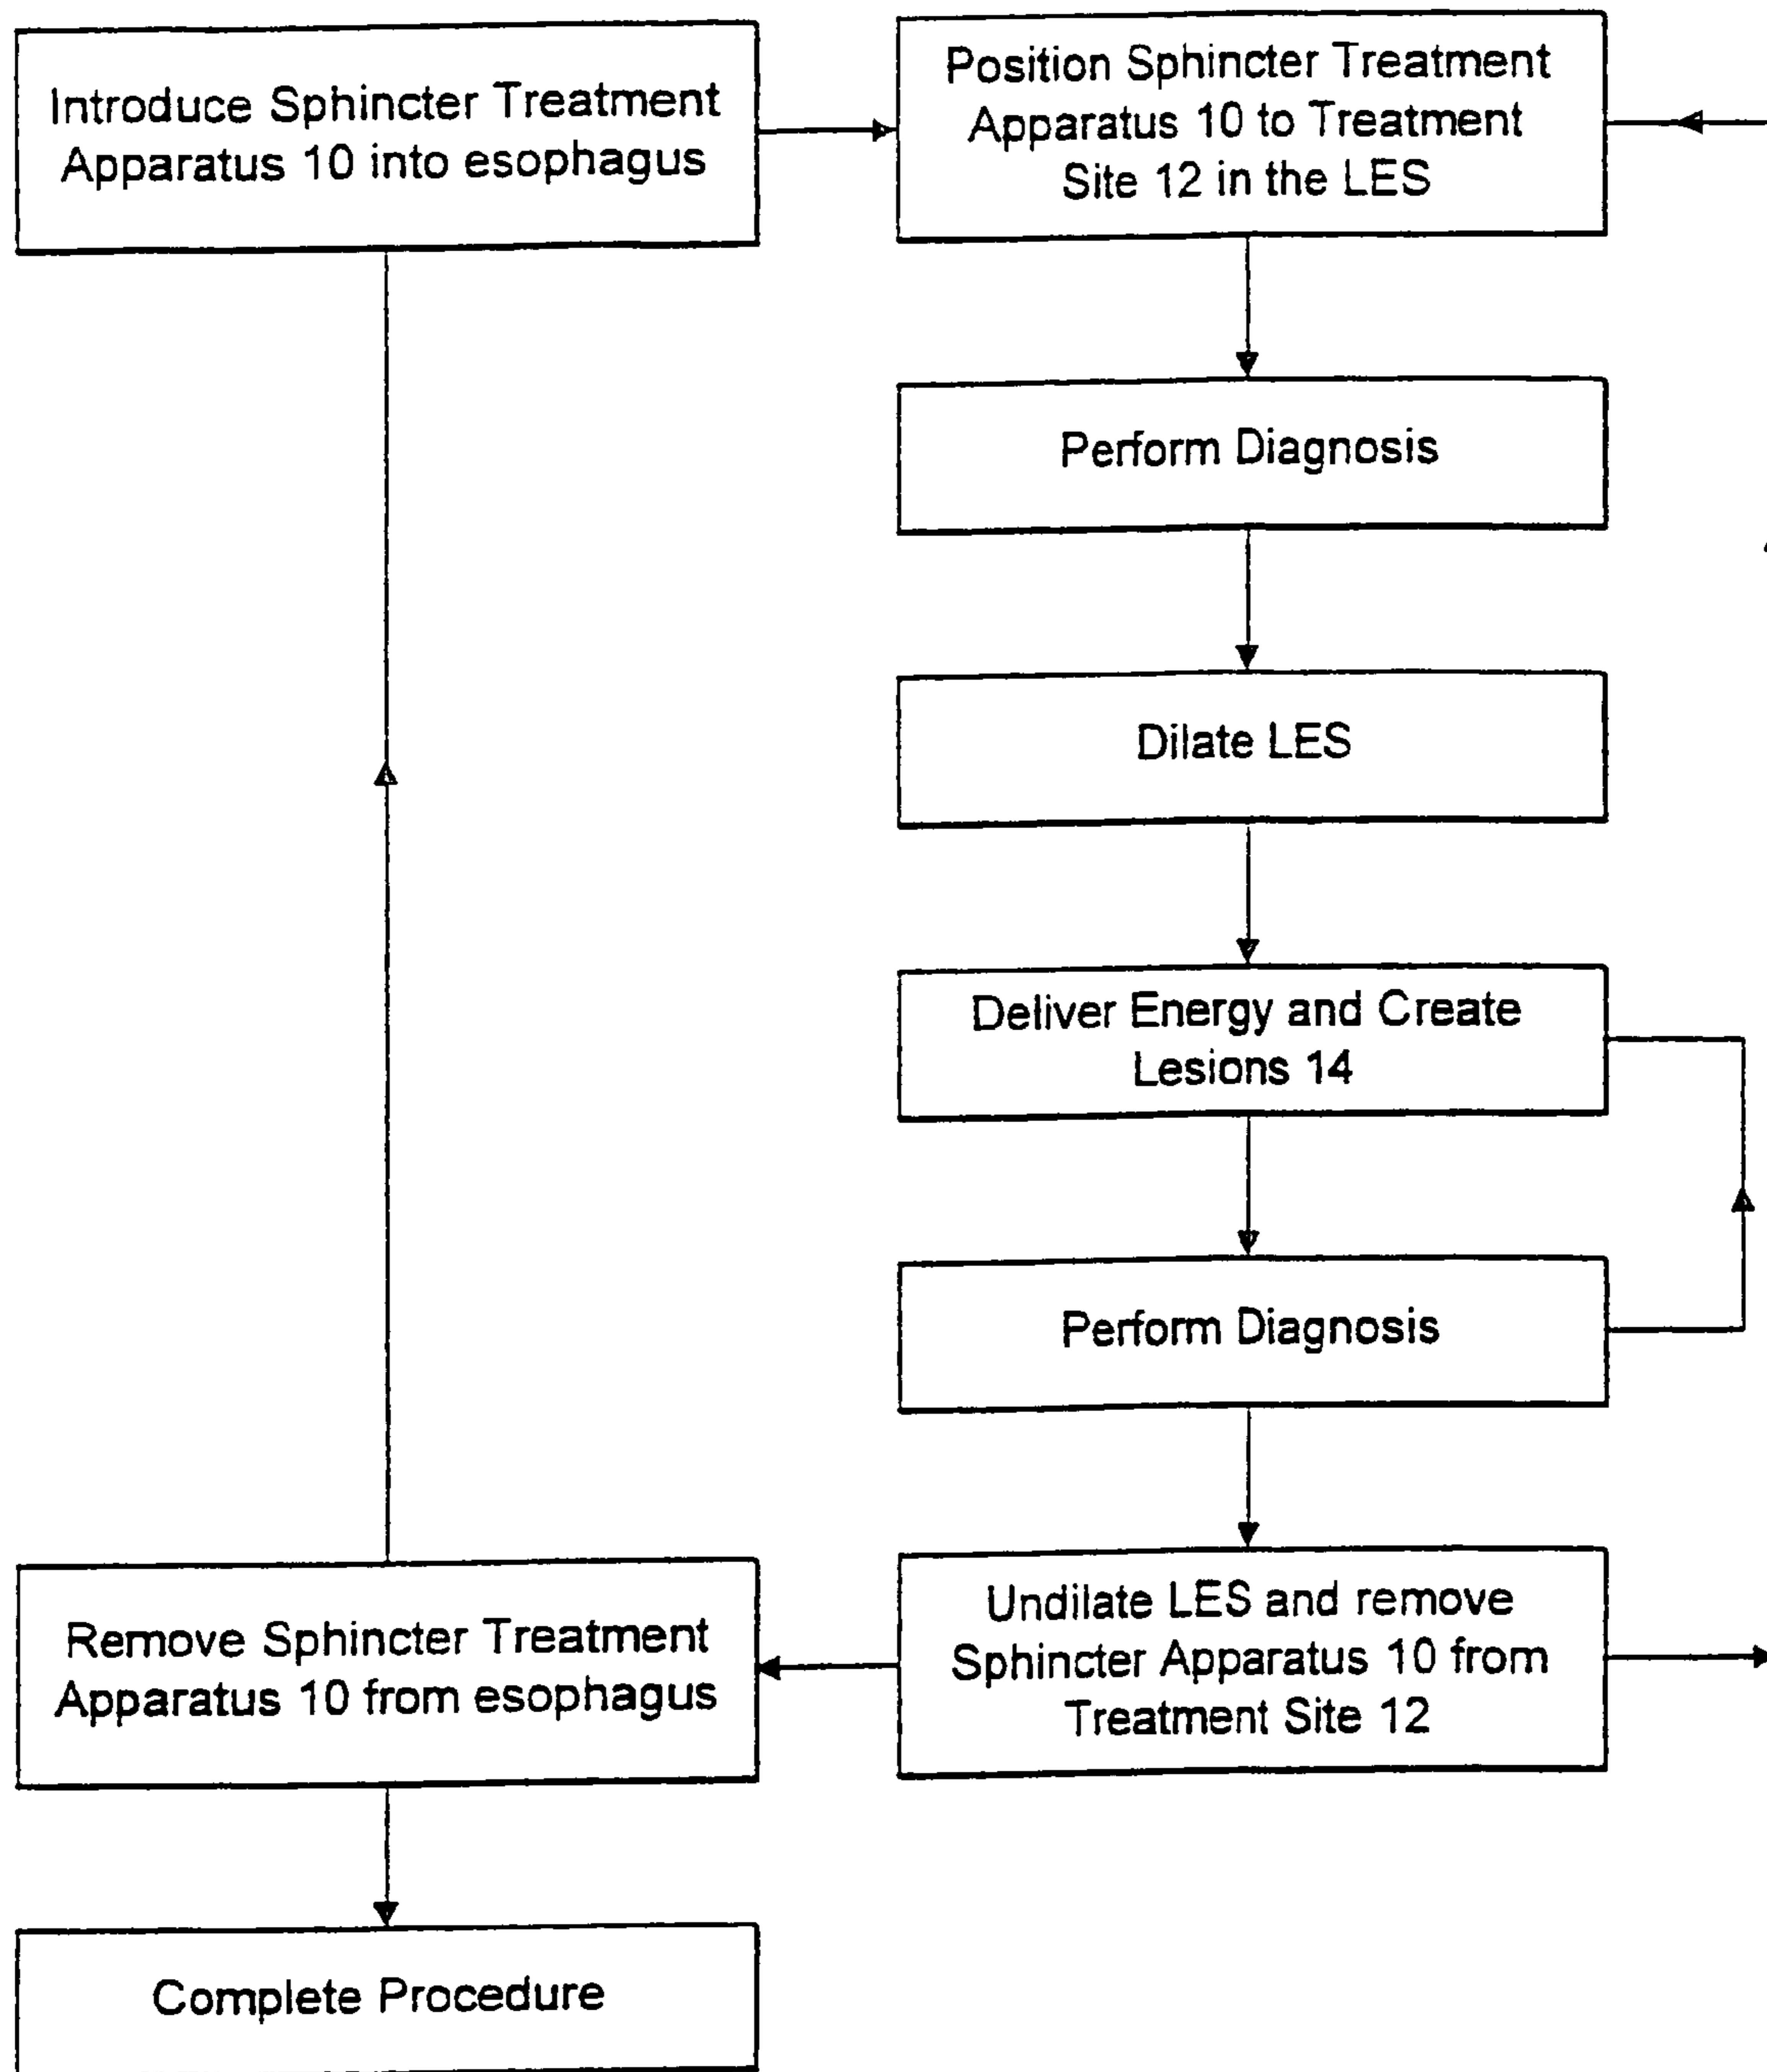 Introduce Sphincter Treatment
Apparatus 10 into esophagus
Position Sphincter Treatment
Apparatus 10 to Treatment
Site 12 in the LES
Perform Diagnosis
Dilate LES
Deliver Energy and Create
Lesions 14
Perform Diagnosis
Undilate LES and remove
Sphincter Apparatus 10 from
Treatment Site 12
Remove Sphincter Treatment
Apparatus 10 from esophagus
Complete Procedure